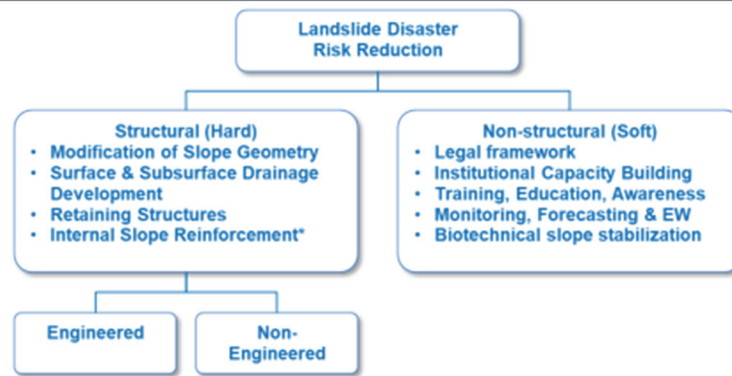 Landslide Disaster
Risk Reduction
Structural (Hard)
• Modification of Slope Geometry
• Surface & Subsurface Drainage
Development
• Retaining Structures
• Internal Slope Reinforcement*
Non-structural (Soft)
• Legal framework
• Institutional Capacity Building
• Training, Education, Awareness
• Monitoring, Forecasting & EW
• Biotechnical slope stabilization
Engineered
Non-
Engineered